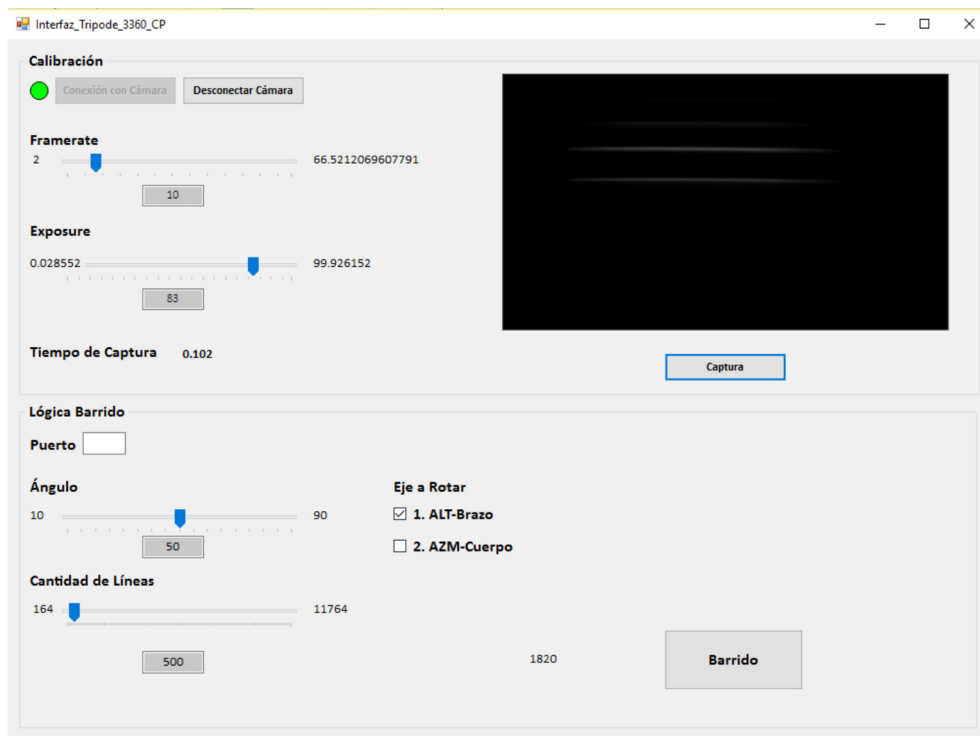 Interfaz_Tripode_3360_CP
Calibración
Conexión con Cámara
Desconectar Cámara
Framerate
2
66.5212069607791
10
Exposure
0.028552
99.926152
83
Tiempo de Captura 0.102
Captura
Lógica Barrido
Puerto
Ángulo
10
90
50
Eje a Rotar
1. ALT-Brazo
2. AZM-Cuerpo
Cantidad de Líneas
164
11764
500
1820
Barrido